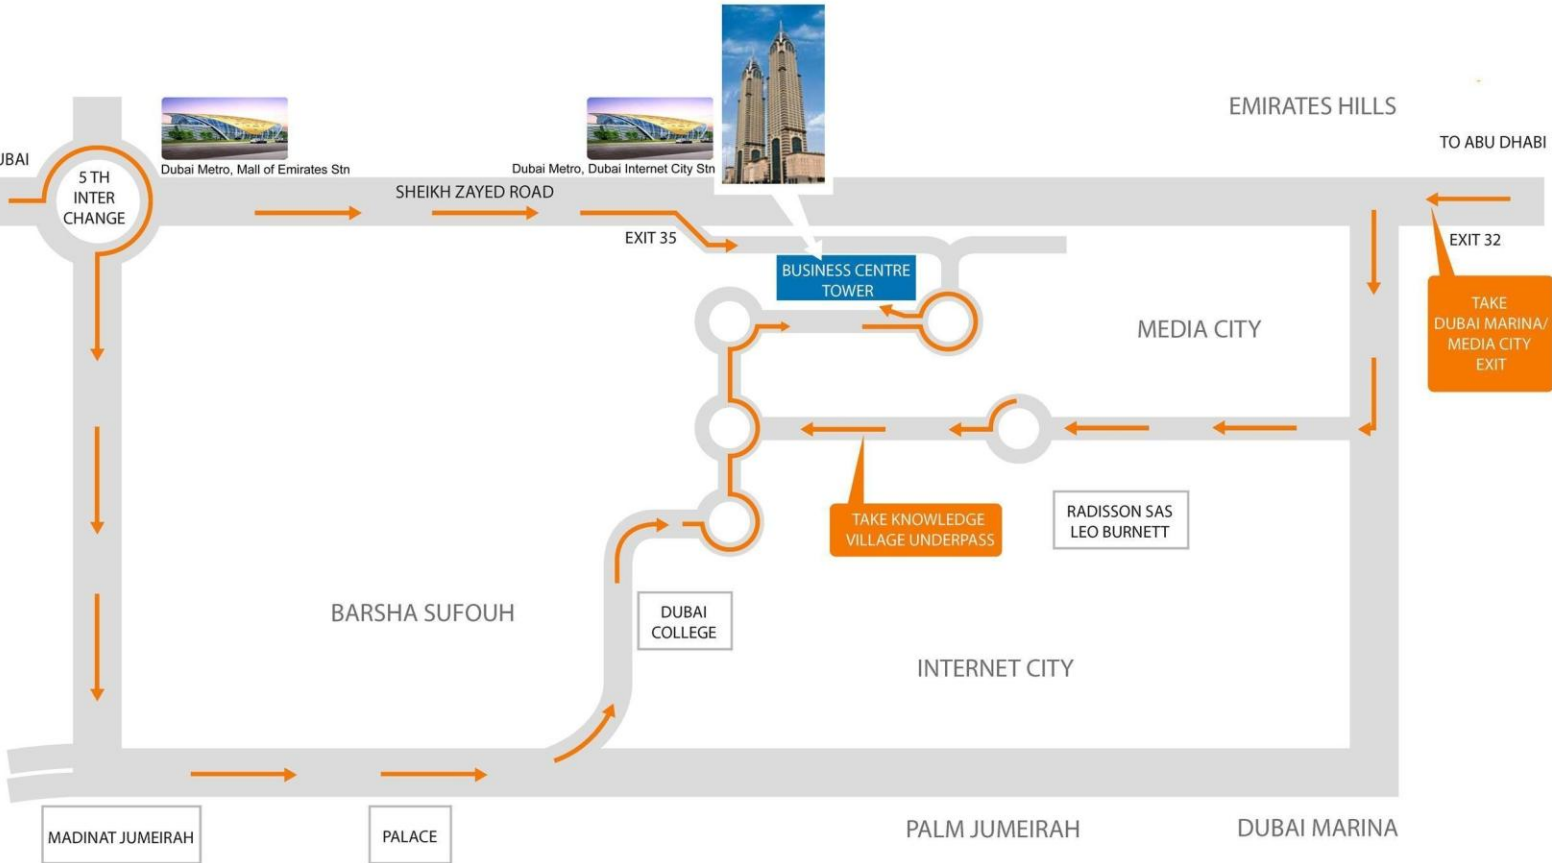 EMIRATES HILLS
TO ABU DHABI
UBAI
5 TH
INTER
CHANGE
Dubai Metro, Mall of Emirates Stn
Dubai Metro, Dubai Internet City Stn
SHEIKH ZAYED ROAD
EXIT 35
EXIT 32
BUSINESS CENTRE
TOWER
MEDIA CITY
TAKE
DUBAI MARINA/
MEDIA CITY
EXIT
TAKE KNOWLEDGE
VILLAGE UNDERPASS
RADISSON SAS
LEO BURNETT
BARSHA SUFOUH
DUBAI
COLLEGE
INTERNET CITY
MADINAT JUMEIRAH
PALACE
PALM JUMEIRAH
DUBAI MARINA